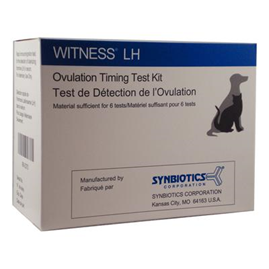 WITNESS® LH
Ovulation Timing Test Kit
Test de Détection de l'Ovulation
Material sufficient for 6 tests/Matériel suffisant pour 6 tests
Manufactured by
Fabriqué par
SYNBIOTICS
CORPORATION
SYNBIOTICS CORPORATION
Kansas City, MO 64163 U.S.A.